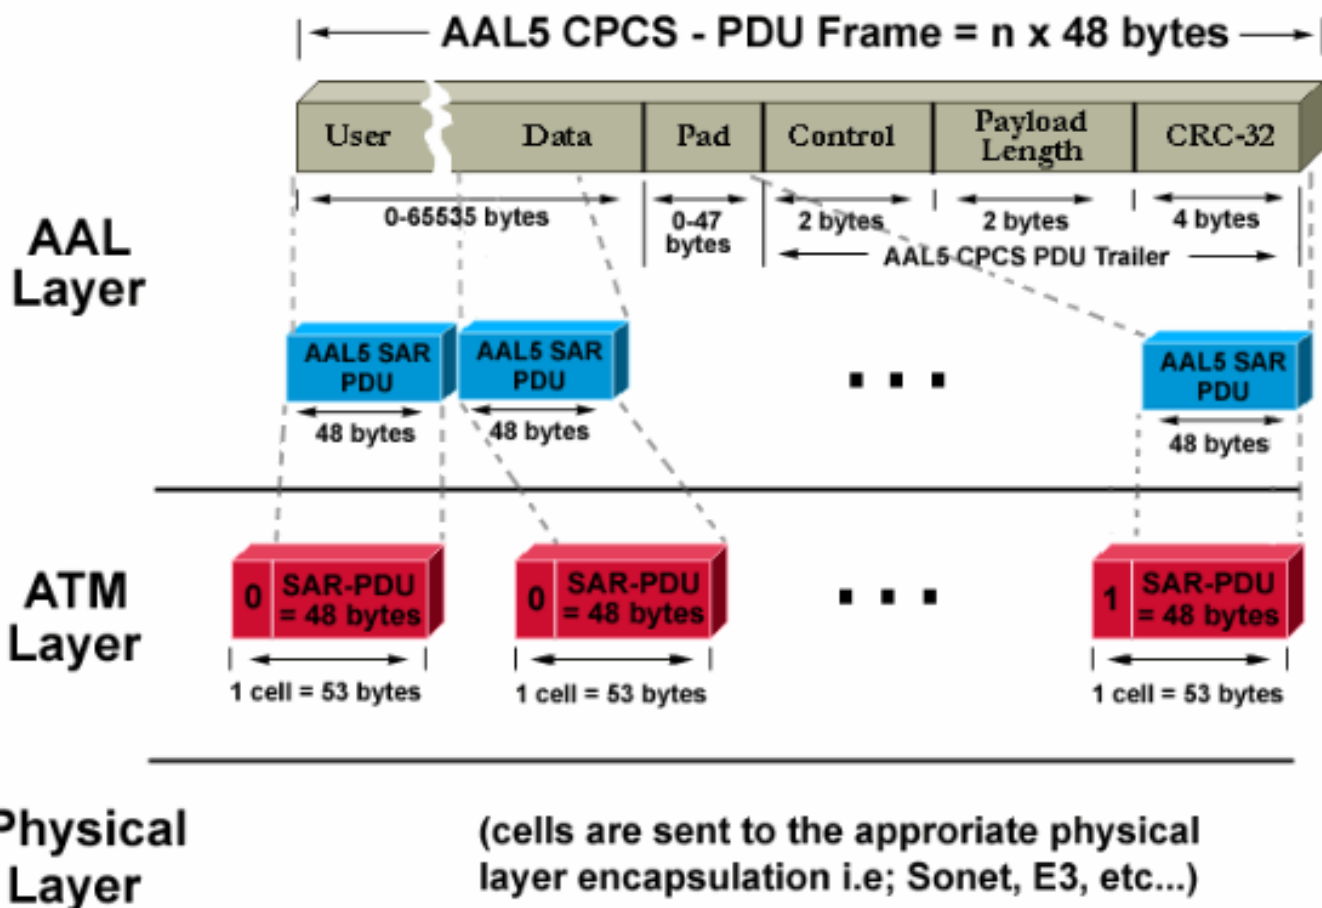 AAL5 CPCS - PDU Frame = n x 48 bytes
User Data Pad Control Payload Length CRC-32
0-65535 bytes
0-47 bytes
2 bytes
2 bytes
4 bytes
AAL5 CPCS PDU Trailer
AAL
Layer
AAL5 SAR
PDU
48 bytes
AAL5 SAR
PDU
48 bytes
AAL5 SAR
PDU
48 bytes
ATM
Layer
0 SAR-PDU
= 48 bytes
1 cell = 53 bytes
0 SAR-PDU
= 48 bytes
1 cell = 53 bytes
1 SAR-PDU
= 48 bytes
1 cell = 53 bytes
Physical
Layer
(cells are sent to the approriate physical
layer encapsulation i.e; Sonet, E3, etc...)